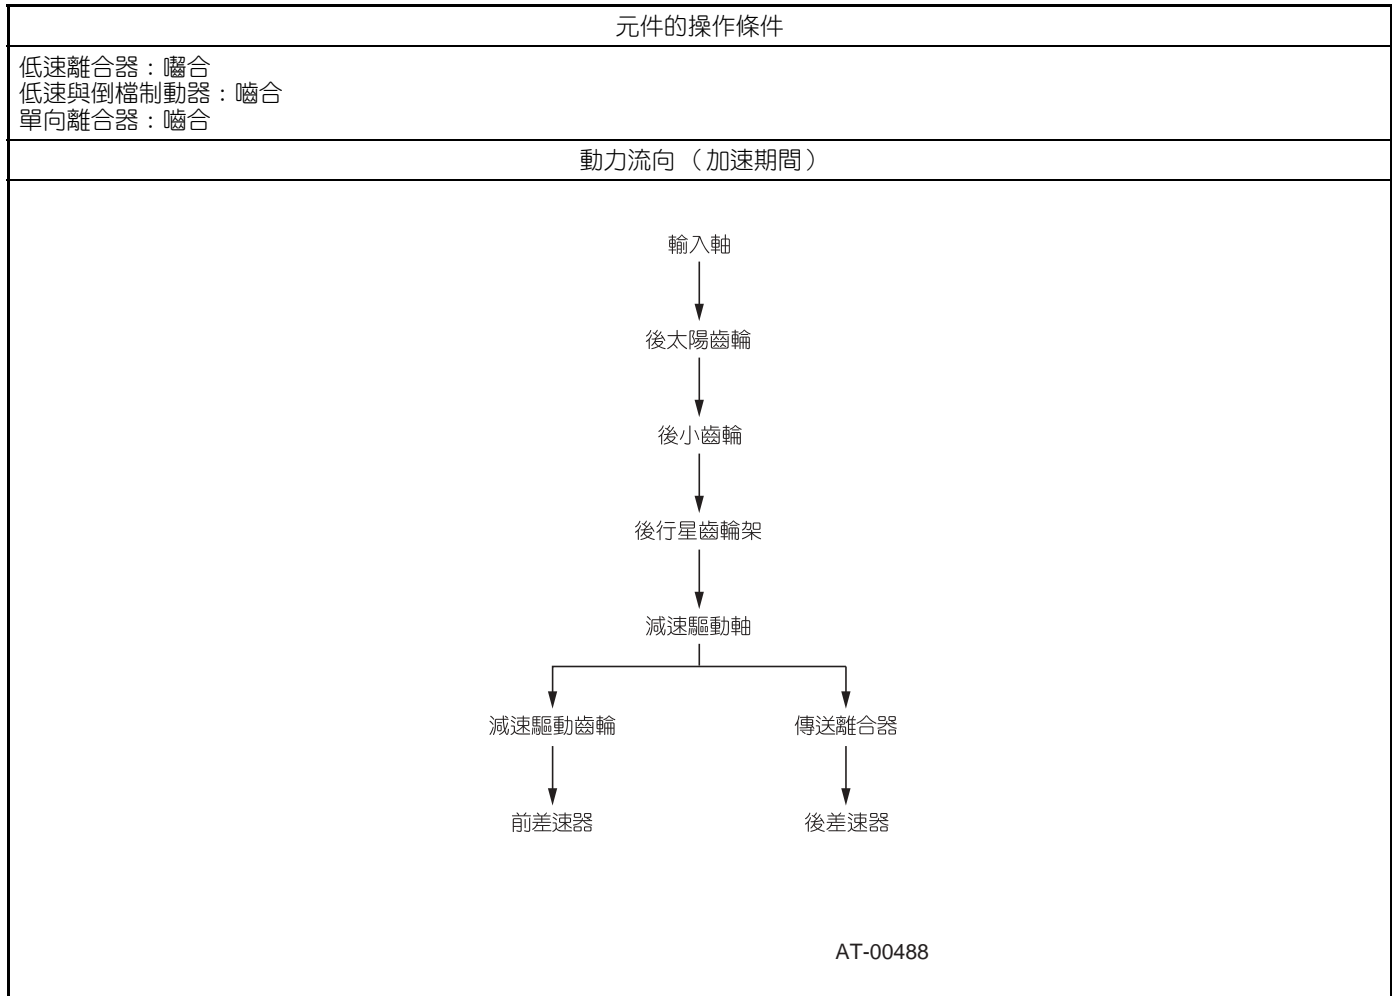 元件的操作條件
低速離合器：嚙合
低速與倒檔制動器：嚙合
單向離合器：嚙合
動力流向（加速期間）
輸入軸
後太陽齒輪
後小齒輪
後行星齒輪架
減速驅動軸
減速驅動齒輪 傳送離合器
前差速器 後差速器
AT-00488